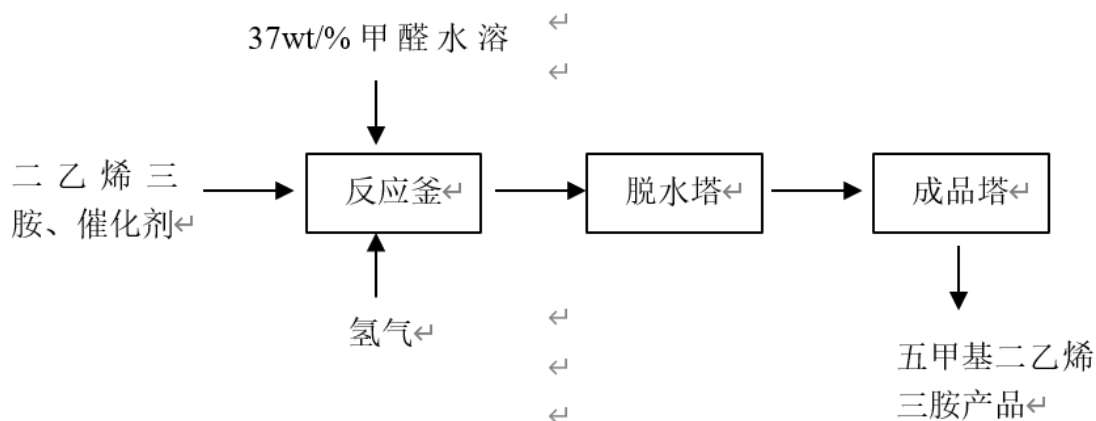 37wt/%甲醛水溶
二乙烯三
胺、催化剂
反应釜
脱水塔
成品塔
氢气
五甲基二乙烯
三胺产品